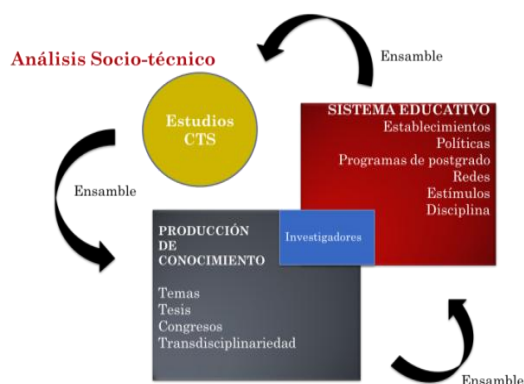 Ensamble
Análisis Socio-técnico
Estudios
CTS
SISTEMA EDUCATIVO
Establecimientos
Políticas
Programas de postgrado
Redes
Estímulos
Disciplina
Ensamble
PRODUCCIÓN
DE
CONOCIMIENTO
Investigadores
Temas
Tesis
Congresos
Transdisciplinariedad
Ensamble